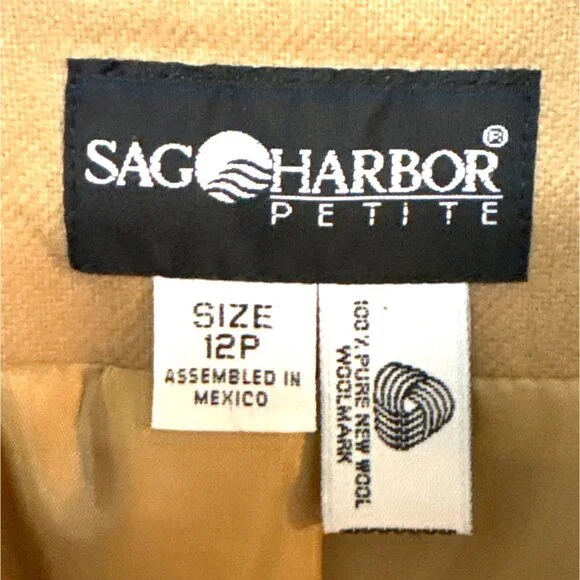 SAG HARBOR®
PETITE
SIZE
12P
ASSEMBLED IN
MEXICO
100% PURE NEW WOOL
WOOLMARK